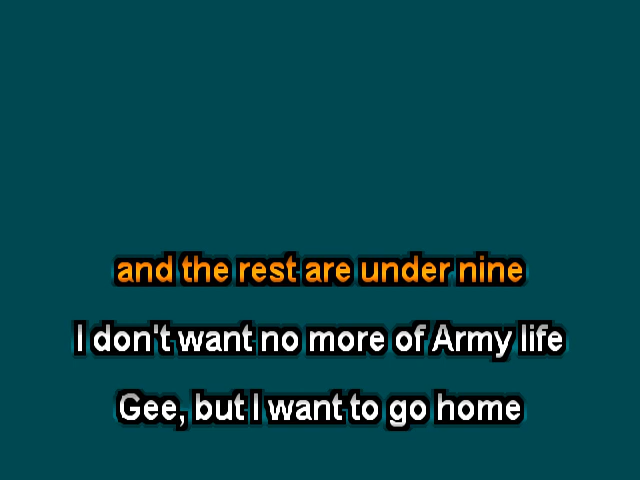 and the rest are under nine
I don't want no more of Army life
Gee, but I want to go home